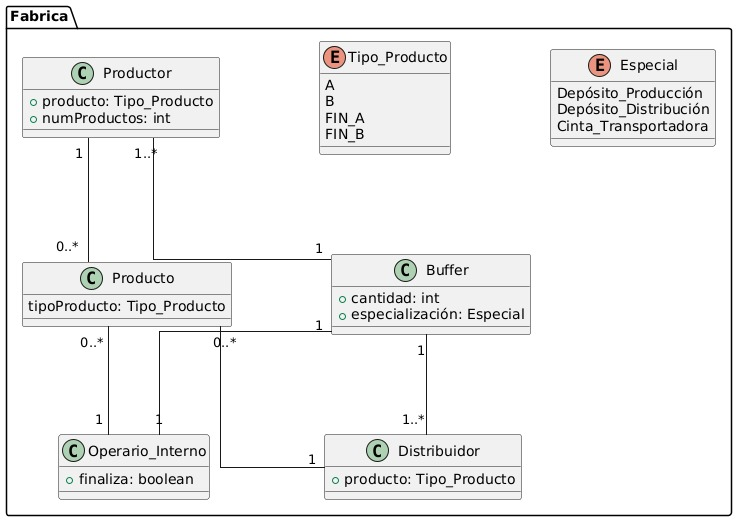 Fabrica
C Productor
producto: Tipo_Producto
numProductos: int
E Tipo_Producto
A
B
FIN_A
FIN_B
E Especial
Depósito_Producción
Depósito_Distribución
Cinta_Transportadora
1
1..*
0..*
1
C Producto
tipoProducto: Tipo_Producto
C Buffer
cantidad: int
especialización: Especial
0..*
0..*
1
1
1
1
1..*
1
C Operario_Interno
finaliza: boolean
C Distribuidor
producto: Tipo_Producto